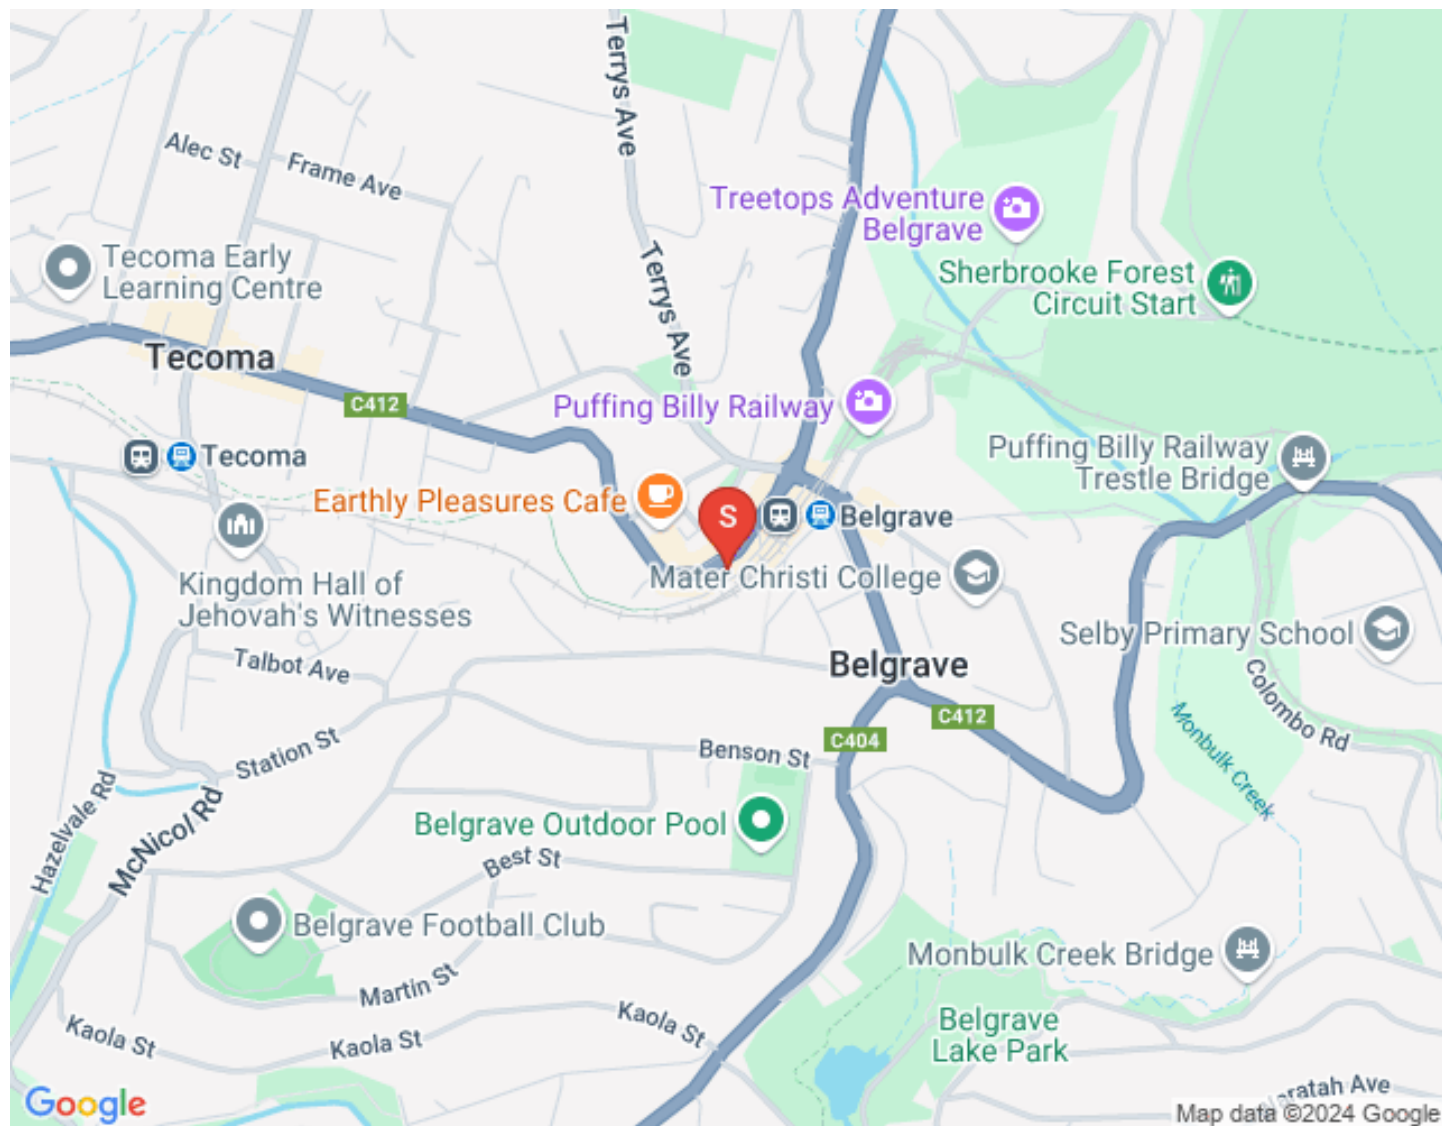 Terrys Ave
Alec St
Frame Ave
Treetops Adventure
Belgrave
Tecoma Early
Learning Centre
Terrys Ave
Sherbrooke Forest
Circuit Start
Tecoma
C412
Puffing Billy Railway
Tecoma
Puffing Billy Railway
Trestle Bridge
Earthly Pleasures Cafe
S
Belgrave
Kingdom Hall of
Jehovah's Witnesses
Mater Christi College
Selby Primary School
Talbot Ave
Belgrave
Colombo Rd
C412
C404
Monbulk Creek
Station St
Benson St
Hazelvale Rd
McNicol Rd
Belgrave Outdoor Pool
Best St
Belgrave Football Club
Monbulk Creek Bridge
Martin St
Kaola St
Kaola St
Kaola St
Belgrave
Lake Park
Ave
Google
Map data ©2024 Google